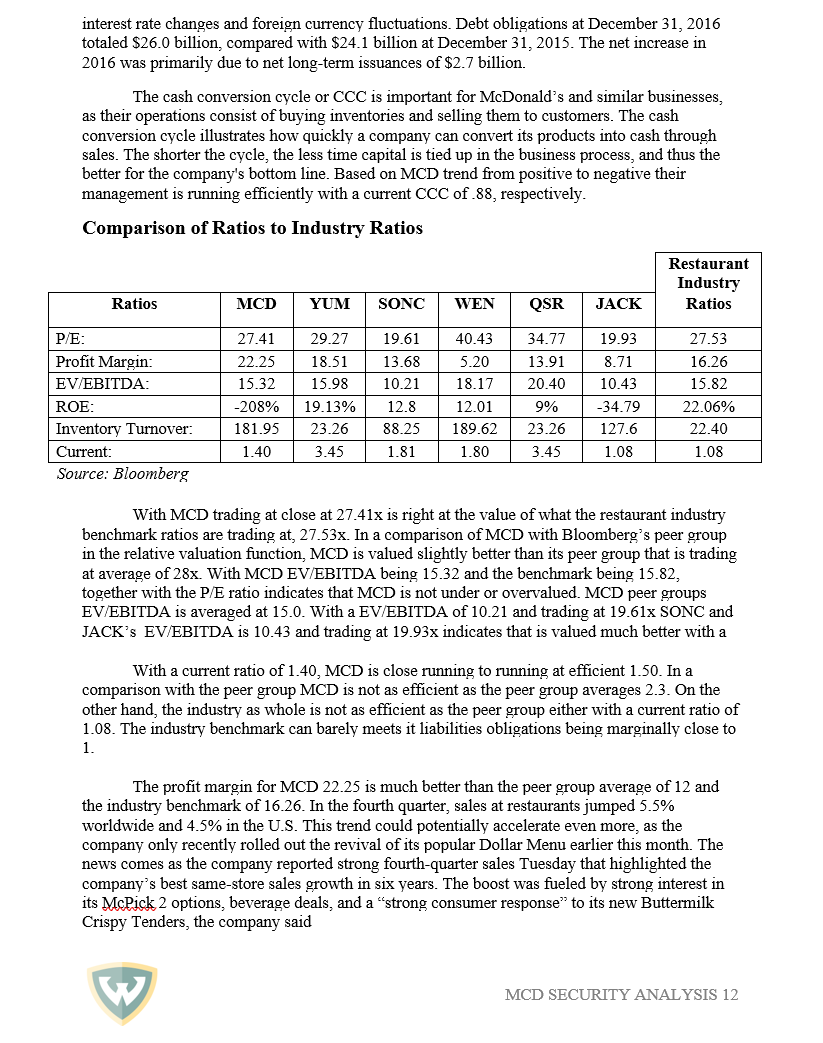 interest rate changes and foreign currency fluctuations. Debt obligations at December 31, 2016
totaled $26.0 billion, compared with $24.1 billion at December 31, 2015. The net increase in
2016 was primarily due to net long-term issuances of $2.7 billion.
The cash conversion cycle or CCC is important for McDonald's and similar businesses,
as their operations consist of buying inventories and selling them to customers. The cash
conversion cycle illustrates how quickly a company can convert its products into cash through
sales. The shorter the cycle, the less time capital is tied up in the business process, and thus the
better for the company's bottom line. Based on MCD trend from positive to negative their
management is running efficiently with a current CCC of .88, respectively.
Comparison of Ratios to Industry Ratios
Restaurant
Industry
Ratios MCD YUM SONC WEN QSR JACK Ratios
P/E: 27.41 29.27 19.61 40.43 34.77 19.93 27.53
Profit Margin: 22.25 18.51 13.68 5.20 13.91 8.71 16.26
EV/EBITDA: 15.32 15.98 10.21 18.17 20.40 10.43 15.82
ROE: -208% 19.13% 12.8 12.01 9% -34.79 22.06%
Inventory Turnover: 181.95 23.26 88.25 189.62 23.26 127.6 22.40
Current: 1.40 3.45 1.81 1.80 3.45 1.08 1.08
Source: Bloomberg
With MCD trading at close at 27.41x is right at the value of what the restaurant industry
benchmark ratios are trading at, 27.53x. In a comparison of MCD with Bloomberg's peer group
in the relative valuation function, MCD is valued slightly better than its peer group that is trading
at average of 28x. With MCD EV/EBITDA being 15.32 and the benchmark being 15.82,
together with the P/E ratio indicates that MCD is not under or overvalued. MCD peer groups
EV/EBITDA is averaged at 15.0. With a EV/EBITDA of 10.21 and trading at 19.61x SONC and
JACK's EV/EBITDA is 10.43 and trading at 19.93x indicates that is valued much better with a
With a current ratio of 1.40, MCD is close running to running at efficient 1.50. In a
comparison with the peer group MCD is not as efficient as the peer group averages 2.3. On the
other hand, the industry as whole is not as efficient as the peer group either with a current ratio of
1.08. The industry benchmark can barely meets it liabilities obligations being marginally close to
1.
The profit margin for MCD 22.25 is much better than the peer group average of 12 and
the industry benchmark of 16.26. In the fourth quarter, sales at restaurants jumped 5.5%
worldwide and 4.5% in the U.S. This trend could potentially accelerate even more, as the
company only recently rolled out the revival of its popular Dollar Menu earlier this month. The
news comes as the company reported strong fourth-quarter sales Tuesday that highlighted the
company's best same-store sales growth in six years. The boost was fueled by strong interest in
its McPick 2 options, beverage deals, and a “strong consumer response” to its new Buttermilk
Crispy Tenders, the company said
W
MCD SECURITY ANALYSIS 12